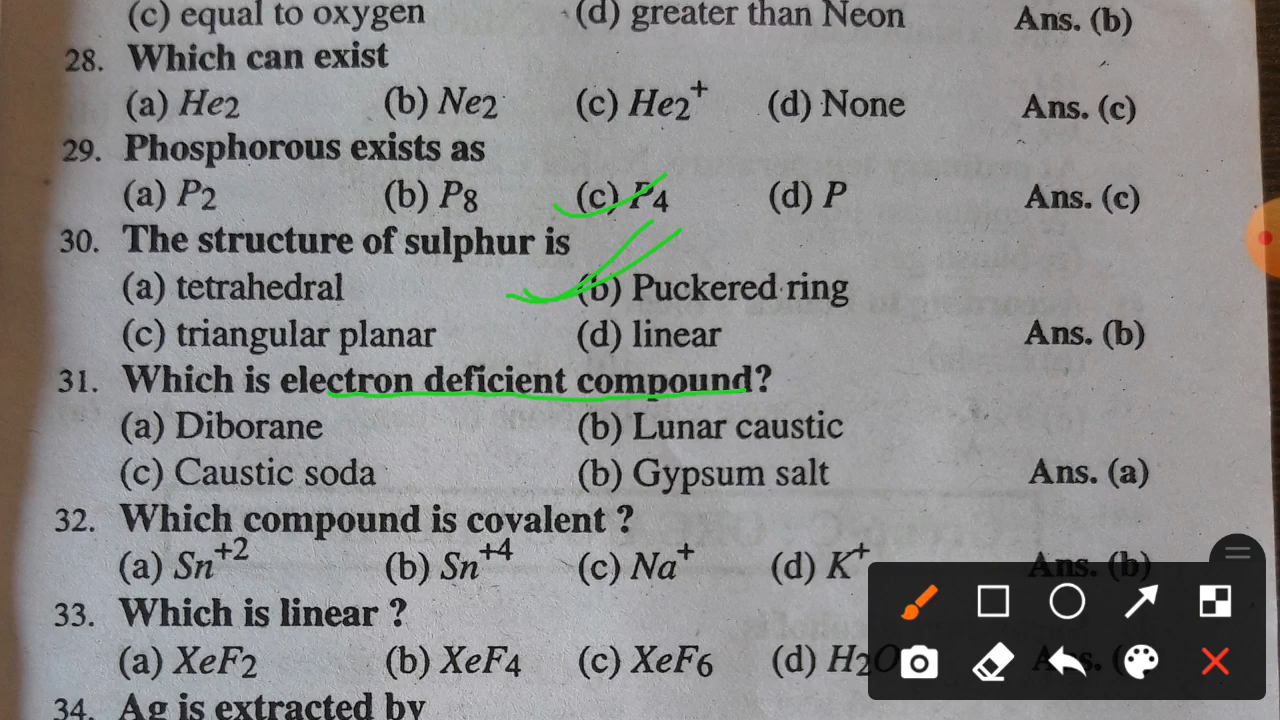 (c) equal to oxygen (d) greater than Neon Ans. (b)
28. Which can exist
(a) He2 (b) Ne2 (c) He2+ (d) None Ans. (c)
29. Phosphorous exists as
(a) P2 (b) P8 (c) P4 (d) P Ans. (c)
30. The structure of sulphur is
(a) tetrahedral (b) Puckered ring
(c) triangular planar (d) linear Ans. (b)
31. Which is electron deficient compound?
(a) Diborane (b) Lunar caustic
(c) Caustic soda (b) Gypsum salt Ans. (a)
32. Which compound is covalent ?
(a) Sn+2 (b) Sn+4 (c) Na+ (d) K+ Ans. (b)
33. Which is linear ?
(a) XeF2 (b) XeF4 (c) XeF6 (d) H2O
34. Ag is extracted by